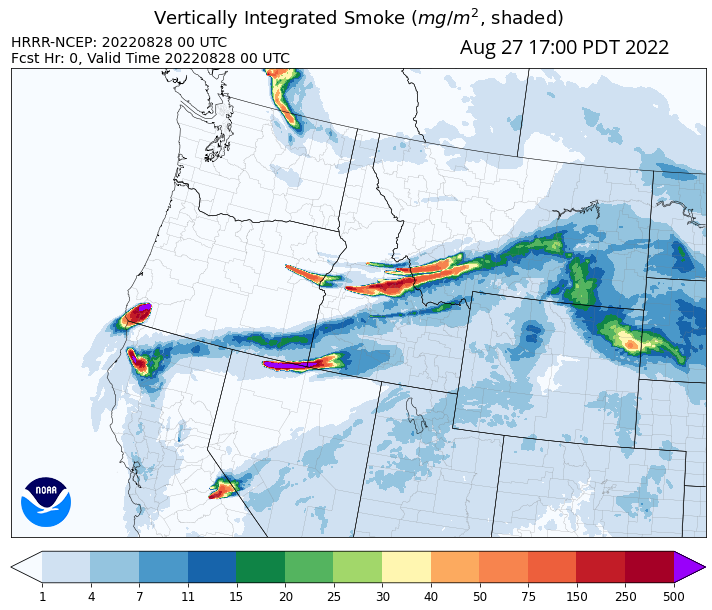 Vertically Integrated Smoke (mg/m², shaded)
HRRR-NCEP: 20220828 00 UTC
Fcst Hr: 0, Valid Time 20220828 00 UTC
Aug 27 17:00 PDT 2022
NOAA
1 4 7 11 15 20 25 30 40 50 75 150 250 500